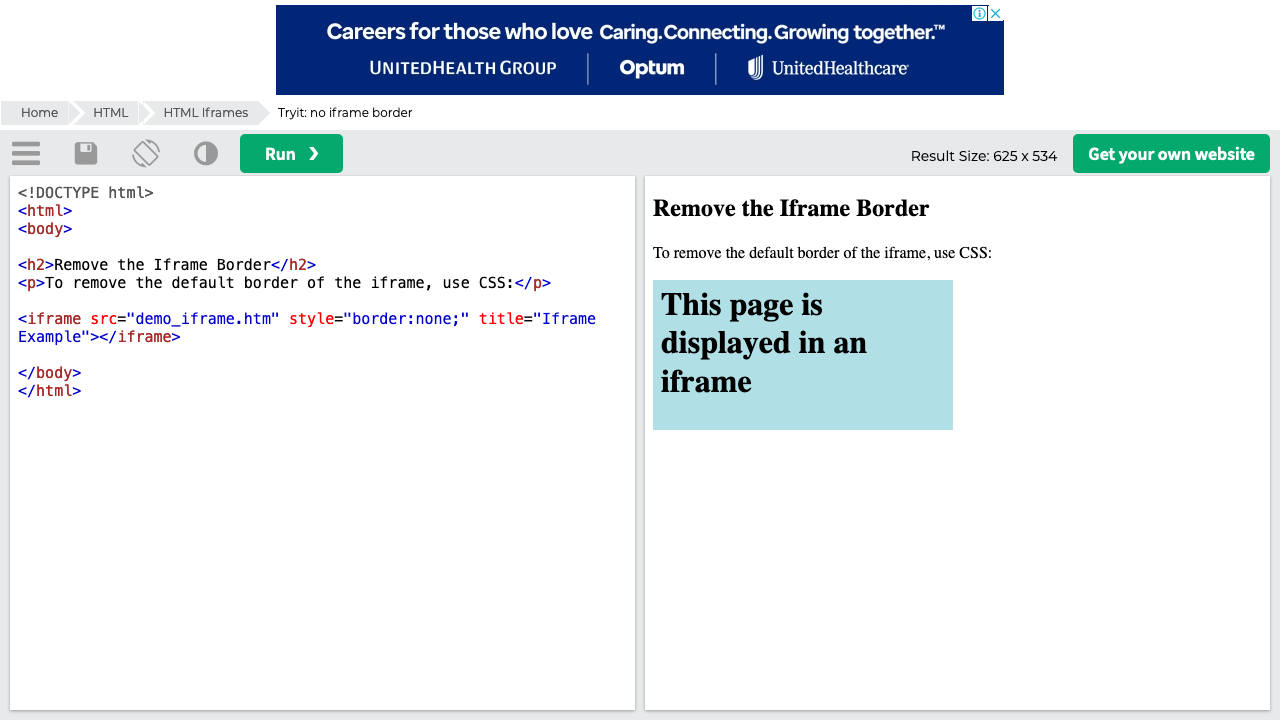 Careers for those who love Caring. Connecting. Growing together.™
UNITEDHEALTH GROUP Optum UnitedHealthcare
Home HTML HTML Iframes Tryit: no iframe border
Run ❯ Result Size: 625 x 534 Get your own website
<!DOCTYPE html>
<html>
<body>
<h2>Remove the Iframe Border</h2>
<p>To remove the default border of the iframe, use CSS:</p>
<iframe src="demo_iframe.htm" style="border:none;" title="Iframe
Example"></iframe>
</body>
</html>
Remove the Iframe Border
To remove the default border of the iframe, use CSS:
This page is
displayed in an
iframe